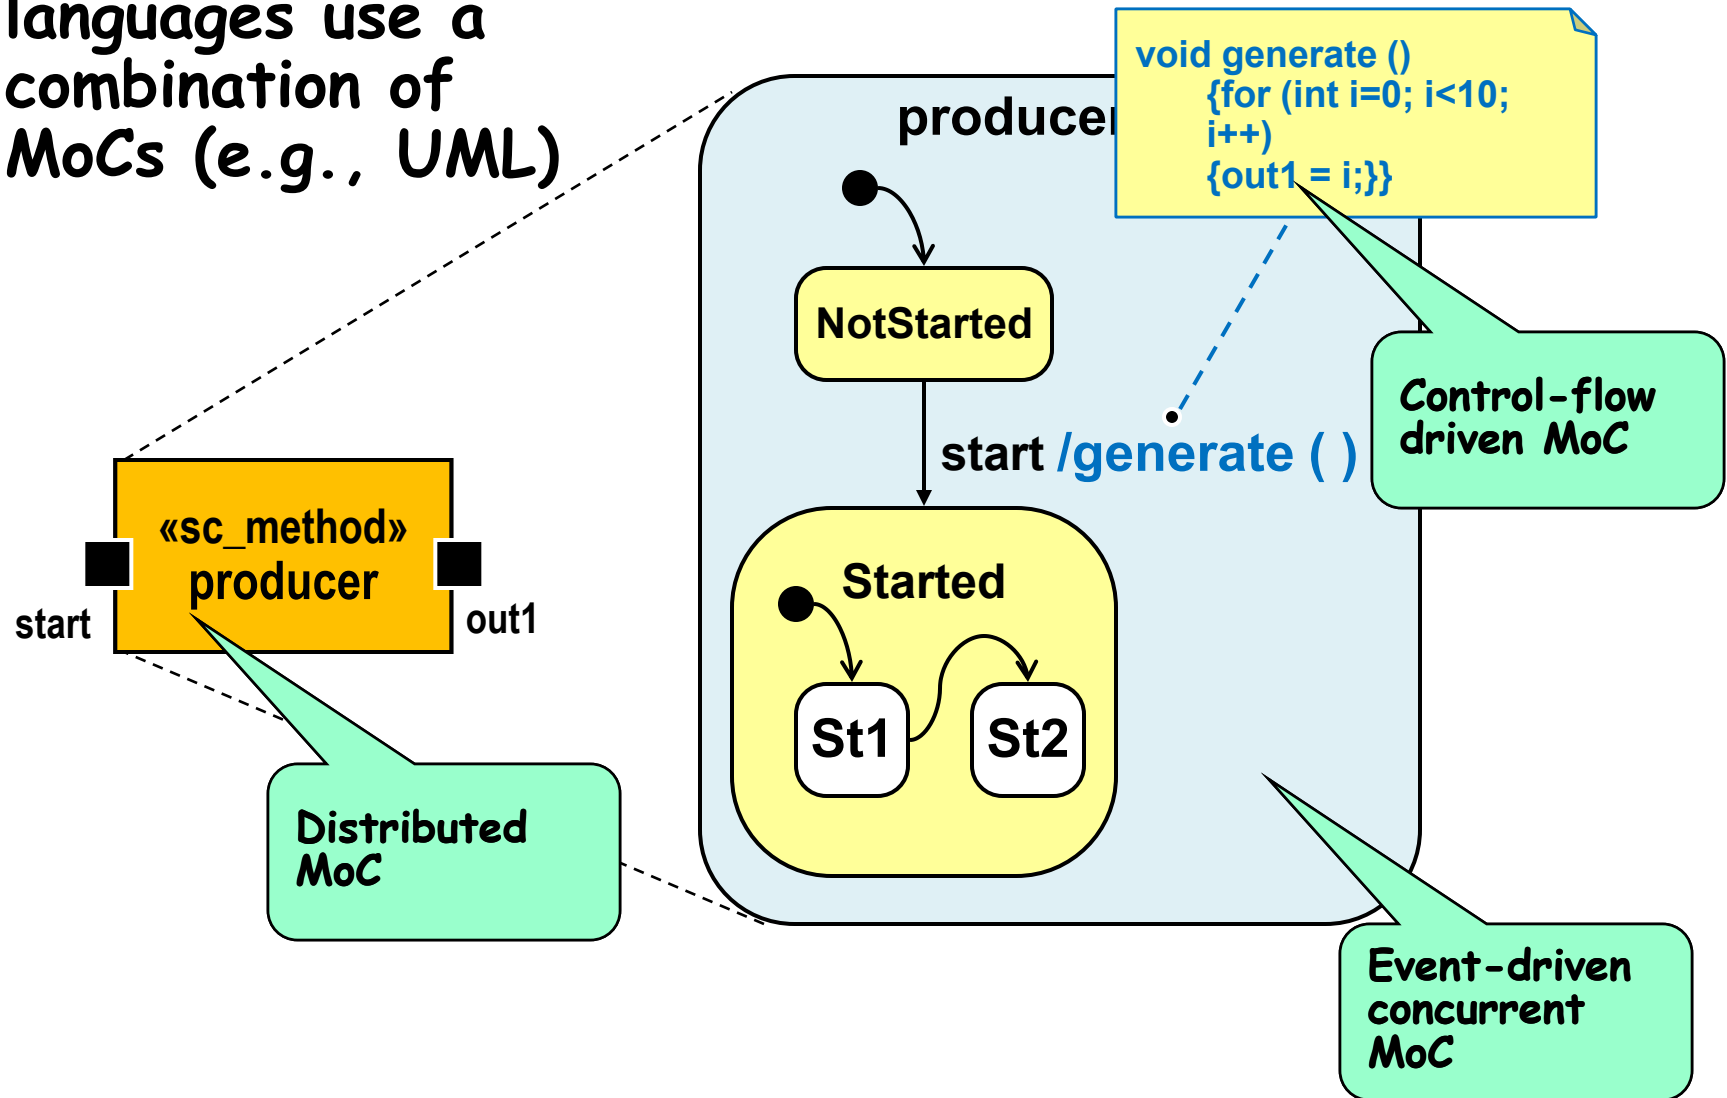 languages use a
combination of
MoCs (e.g., UML)
void generate ()
{for (int i=0; i<10;
i++)
{out1 = i;}}
NotStarted
Control-flow
driven MoC
start /generate ( )
«sc_method»
producer
start
out1
Started
St1
St2
Distributed
MoC
Event-driven
concurrent
MoC